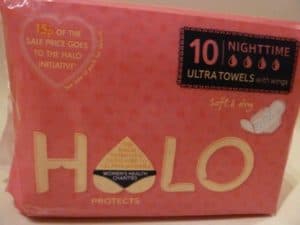 15p OF THE
SALE PRICE GOES
TO THE HALO
INITIATIVE*
10 NIGHTTIME
ULTRA TOWELS with wings
Soft & dry
HALO
WOMEN'S HEALTH
CHARITIES
PROTECTS